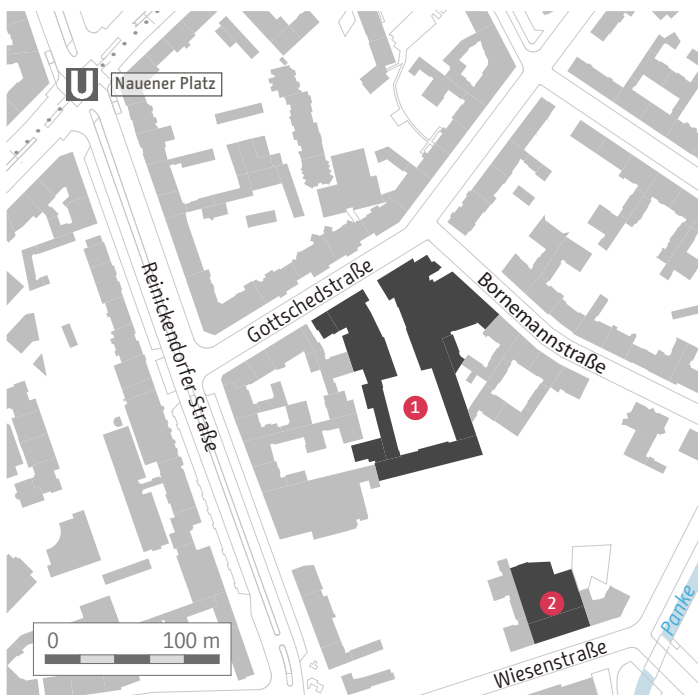 U
Nauener Platz
Reinickendorfer Straße
Gottschedstraße
Bornemannstraße
1
2
Panke
Wiesenstraße
0 100 m